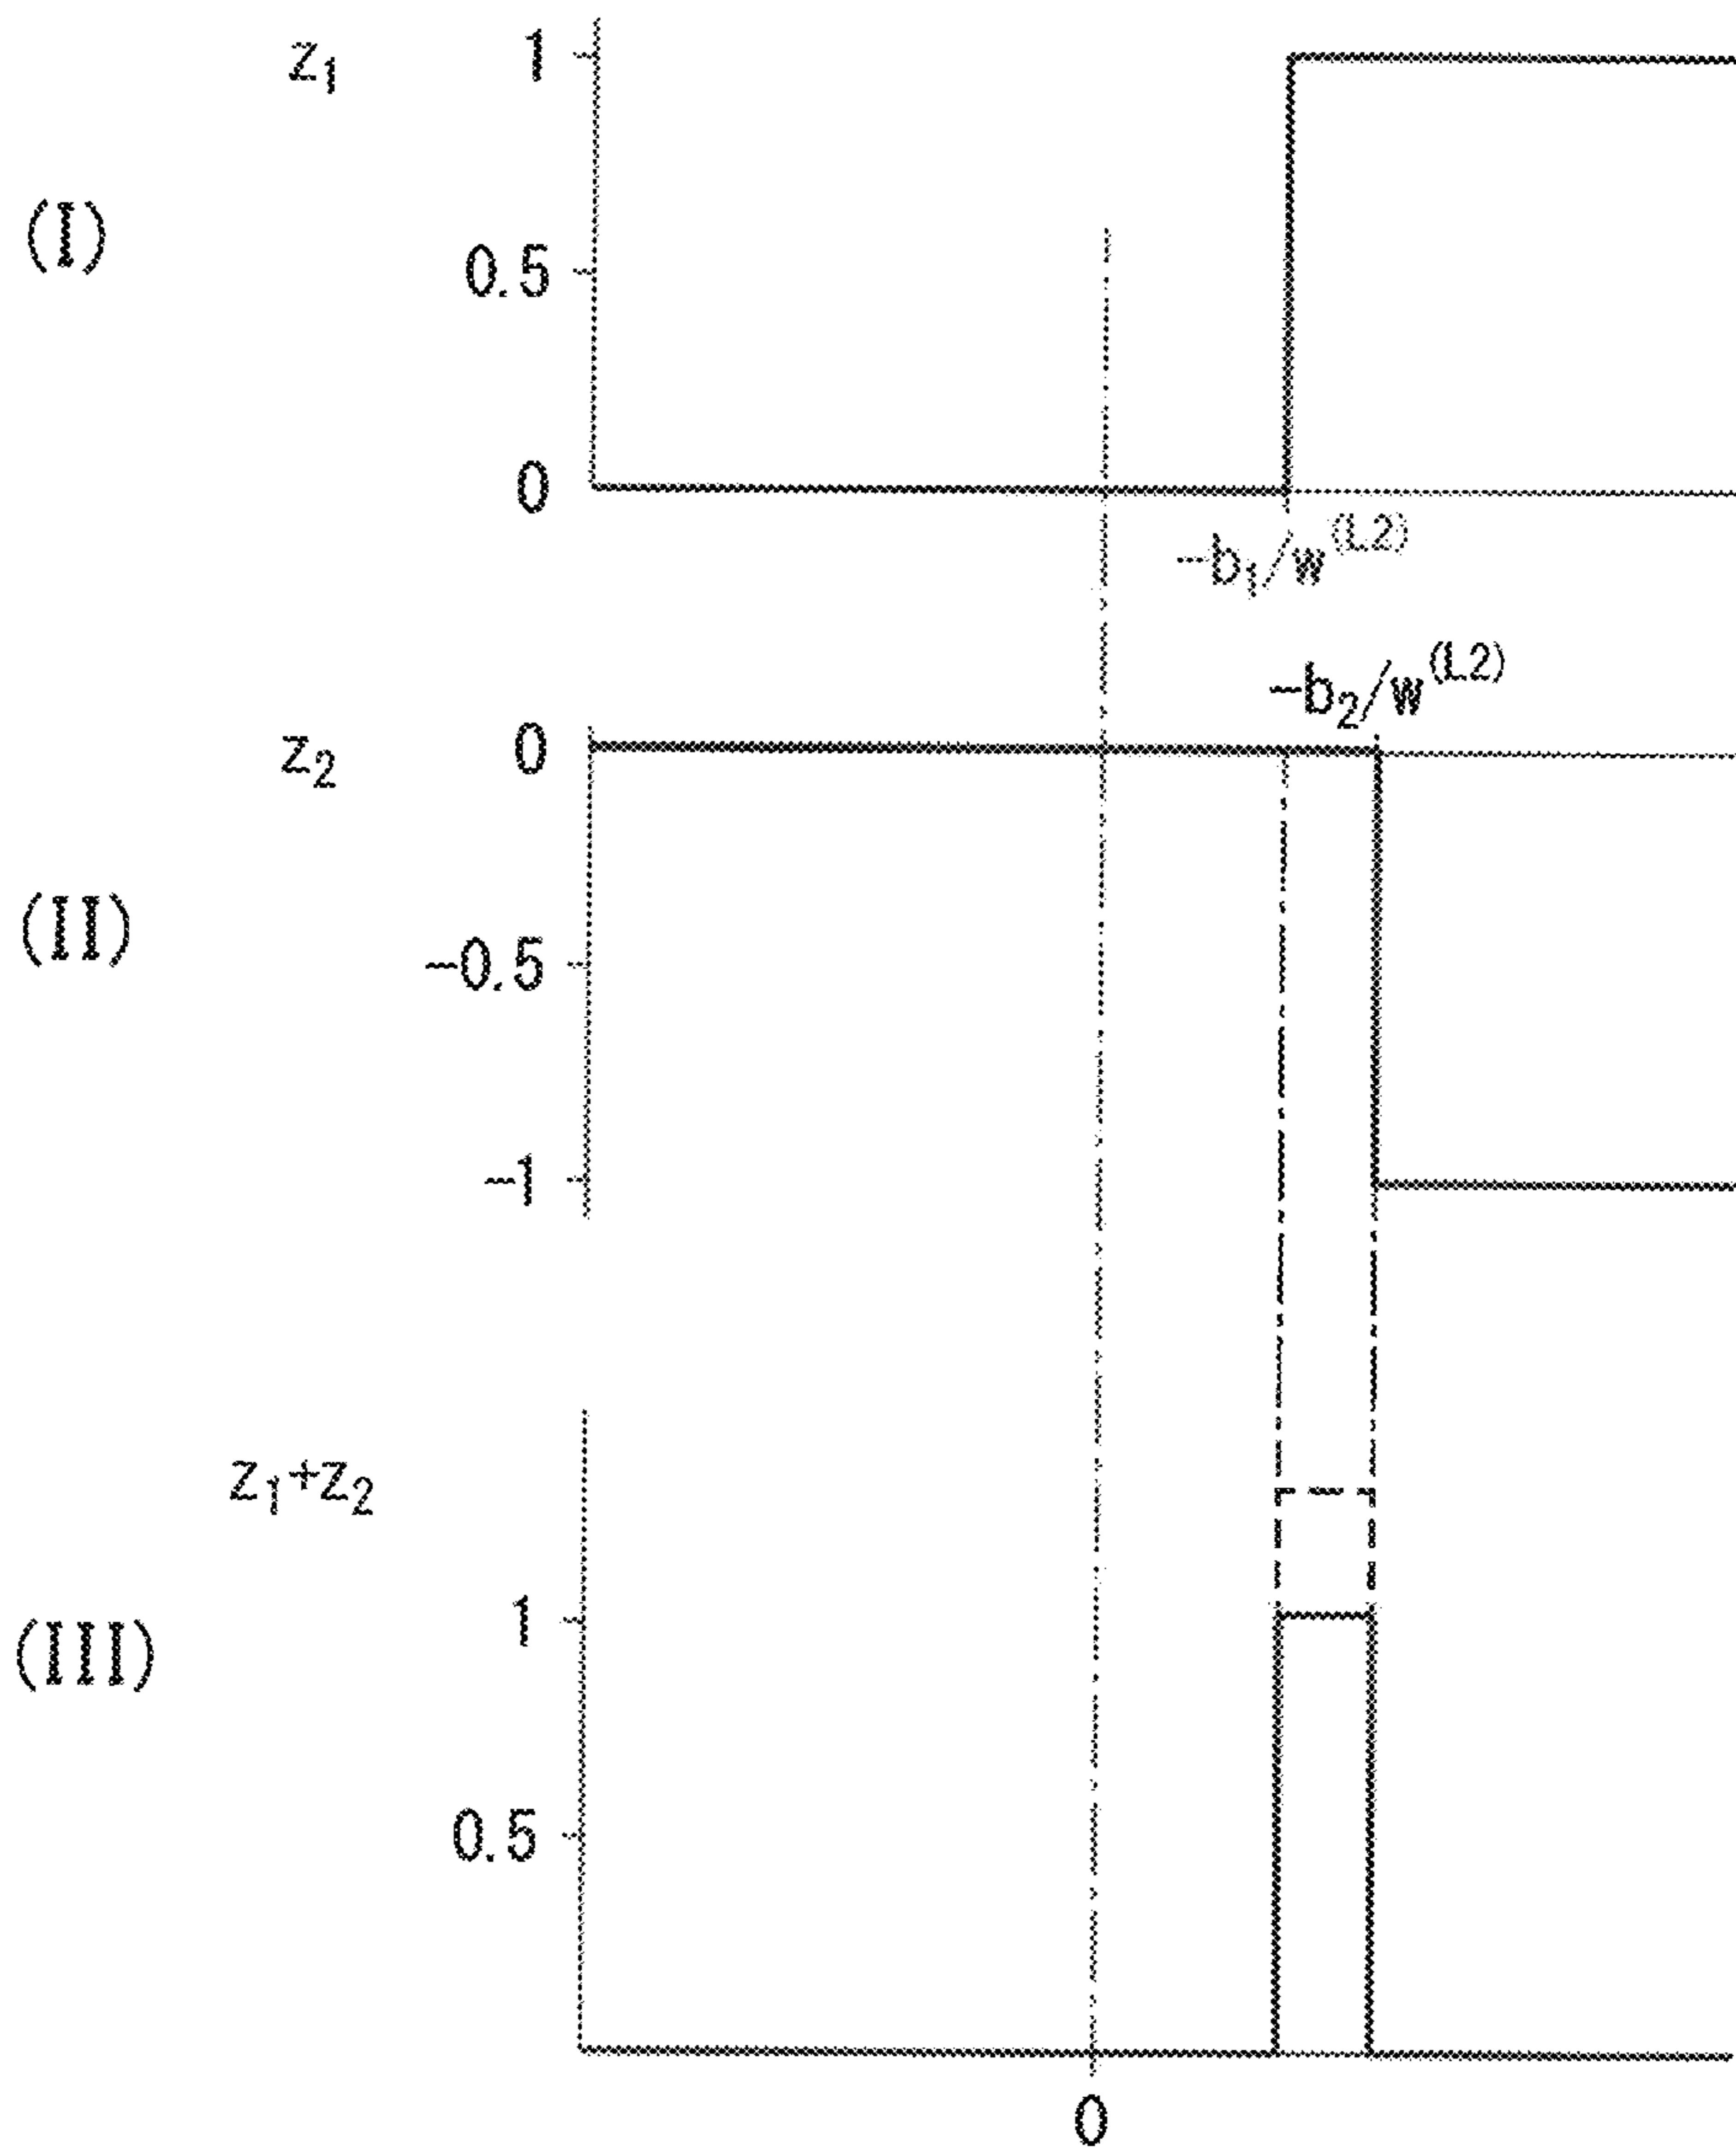 z₁ 1
(I)
0.5
0
-b₁/w^(L2)
-b₂/w^(L2)
z₂ 0
(II)
-0.5
-1
z₁+z₂
1
(III)
0.5
0